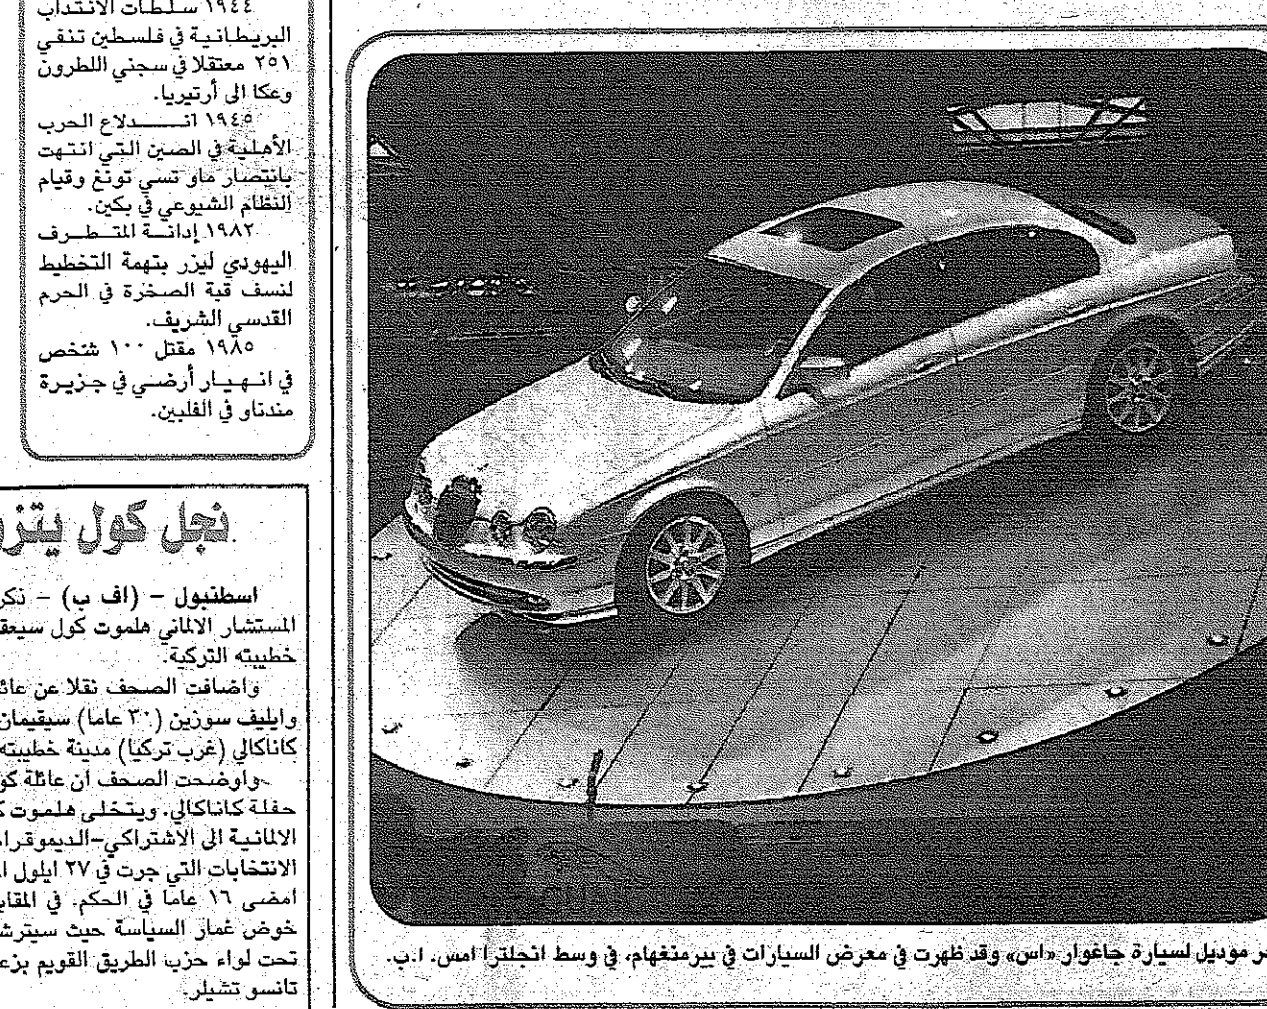 ١٩٤٤ سلطات الانتداب
البريطانية في فلسطين تنفي
٢٥١ معتقلا في سجني اللطرون
وعكا الى أرتيريا.
١٩٤٥ انـدلاع الحرب
الأهلية في الصين التي انتهت
بانتصار ماو تسي تونغ وقيام
النظام الشيوعي في بكين.
١٩٨٢ إدانة المتطرف
اليهودي ليزر بتهمة التخطيط
لنسف قبة الصخرة في الحرم
القدسي الشريف.
١٩٨٥ مقتل ١٠٠ شخص
في انهيار أرضي في جزيرة
مندناو في الفلبين.
نجل كول يتزو
اسطنبول – (اف ب) – ذكر
المستشار الالماني هلموت كول سيعق
خطيبته التركية.
واضافت الصحف نقلا عن عائ
وايليف سوزين (٣٠ عاما) سيقيمان
كاناكالي (غرب تركيا) مدينة خطيبته
واوضحت الصحف ان عائلة كو
حفلة كاناكالي. ويتخلى هلموت ك
الالمانية الى الاشتراكي-الديموقرا
الانتخابات التي جرت في ٢٧ ايلول ا
أمضى ١٦ عاما في الحكم. في المقاب
خوض غمار السياسة حيث سيترش
تحت لواء حزب الطريق القويم بزع
تانسو تشيلر.
ر موديل لسيارة جاغوار «اس» وقد ظهرت في معرض السيارات في بيرمنغهام، في وسط انجلترا امس. ا.ب.